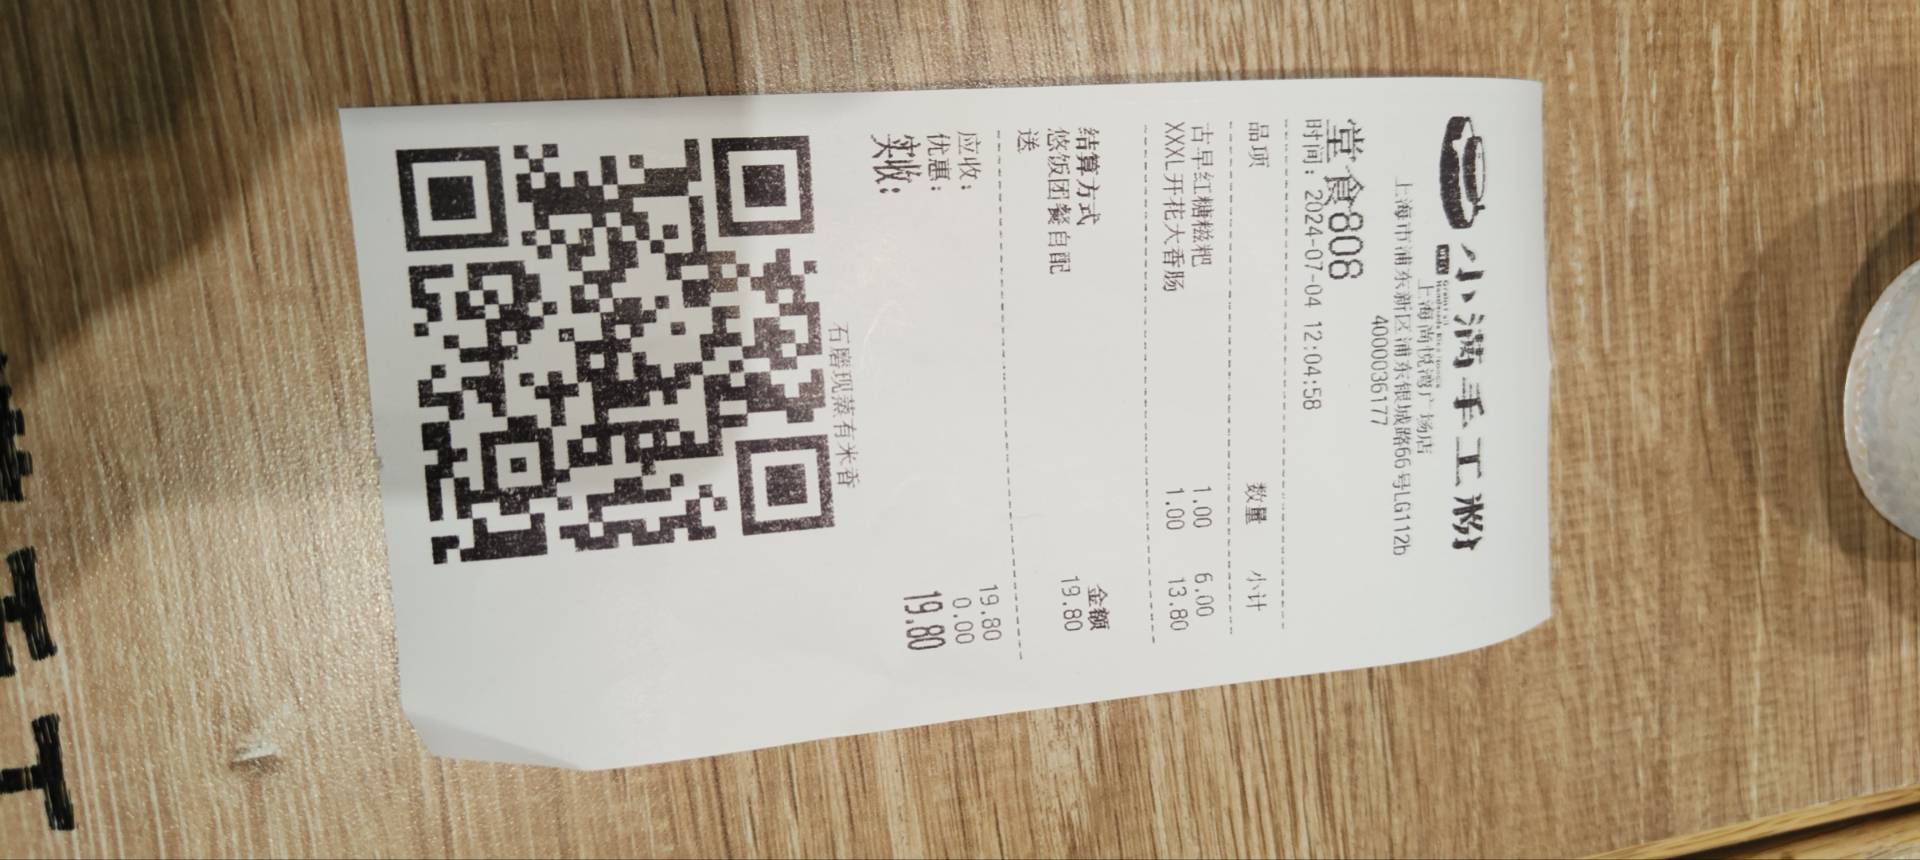 小满手工粉
上海尚悦湾广场店
上海市浦东新区浦东银城路66号LG112b
4000036177
堂食808
时间：2024-07-04 12:04:58
品项 数量 小计
古早红糖糍粑 1.00 6.00
XXXL开花大香肠 1.00 13.80
结算方式 金额
悠饭团餐自配 19.80
送
应收： 19.80
优惠： 0.00
实收： 19.80
石磨现蒸有米香